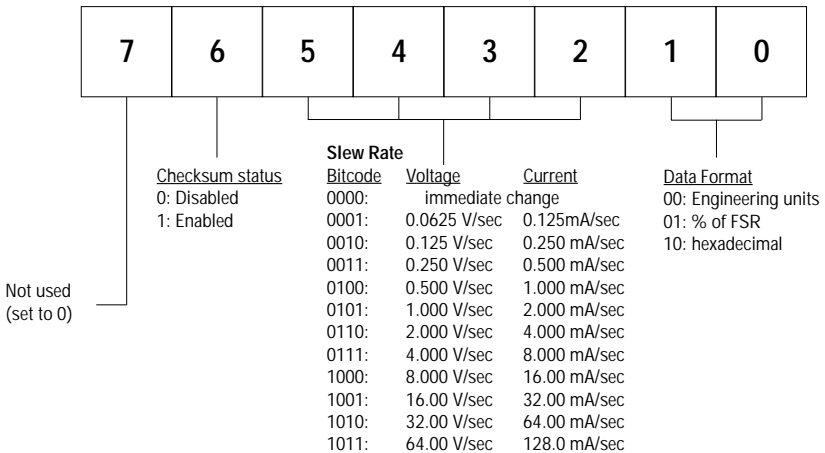 7 6 5 4 3 2 1 0
Slew Rate
Checksum status Bitcode Voltage Current Data Format
0: Disabled 0000: immediate change 00: Engineering units
1: Enabled 0001: 0.0625 V/sec 0.125mA/sec 01: % of FSR
0010: 0.125 V/sec 0.250 mA/sec 10: hexadecimal
0011: 0.250 V/sec 0.500 mA/sec
Not used 0100: 0.500 V/sec 1.000 mA/sec
(set to 0) 0101: 1.000 V/sec 2.000 mA/sec
0110: 2.000 V/sec 4.000 mA/sec
0111: 4.000 V/sec 8.000 mA/sec
1000: 8.000 V/sec 16.00 mA/sec
1001: 16.00 V/sec 32.00 mA/sec
1010: 32.00 V/sec 64.00 mA/sec
1011: 64.00 V/sec 128.0 mA/sec